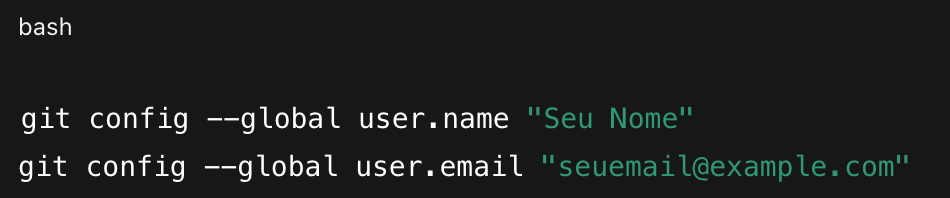 bash
git config --global user.name "Seu Nome"
git config --global user.email "seuemail@example.com"